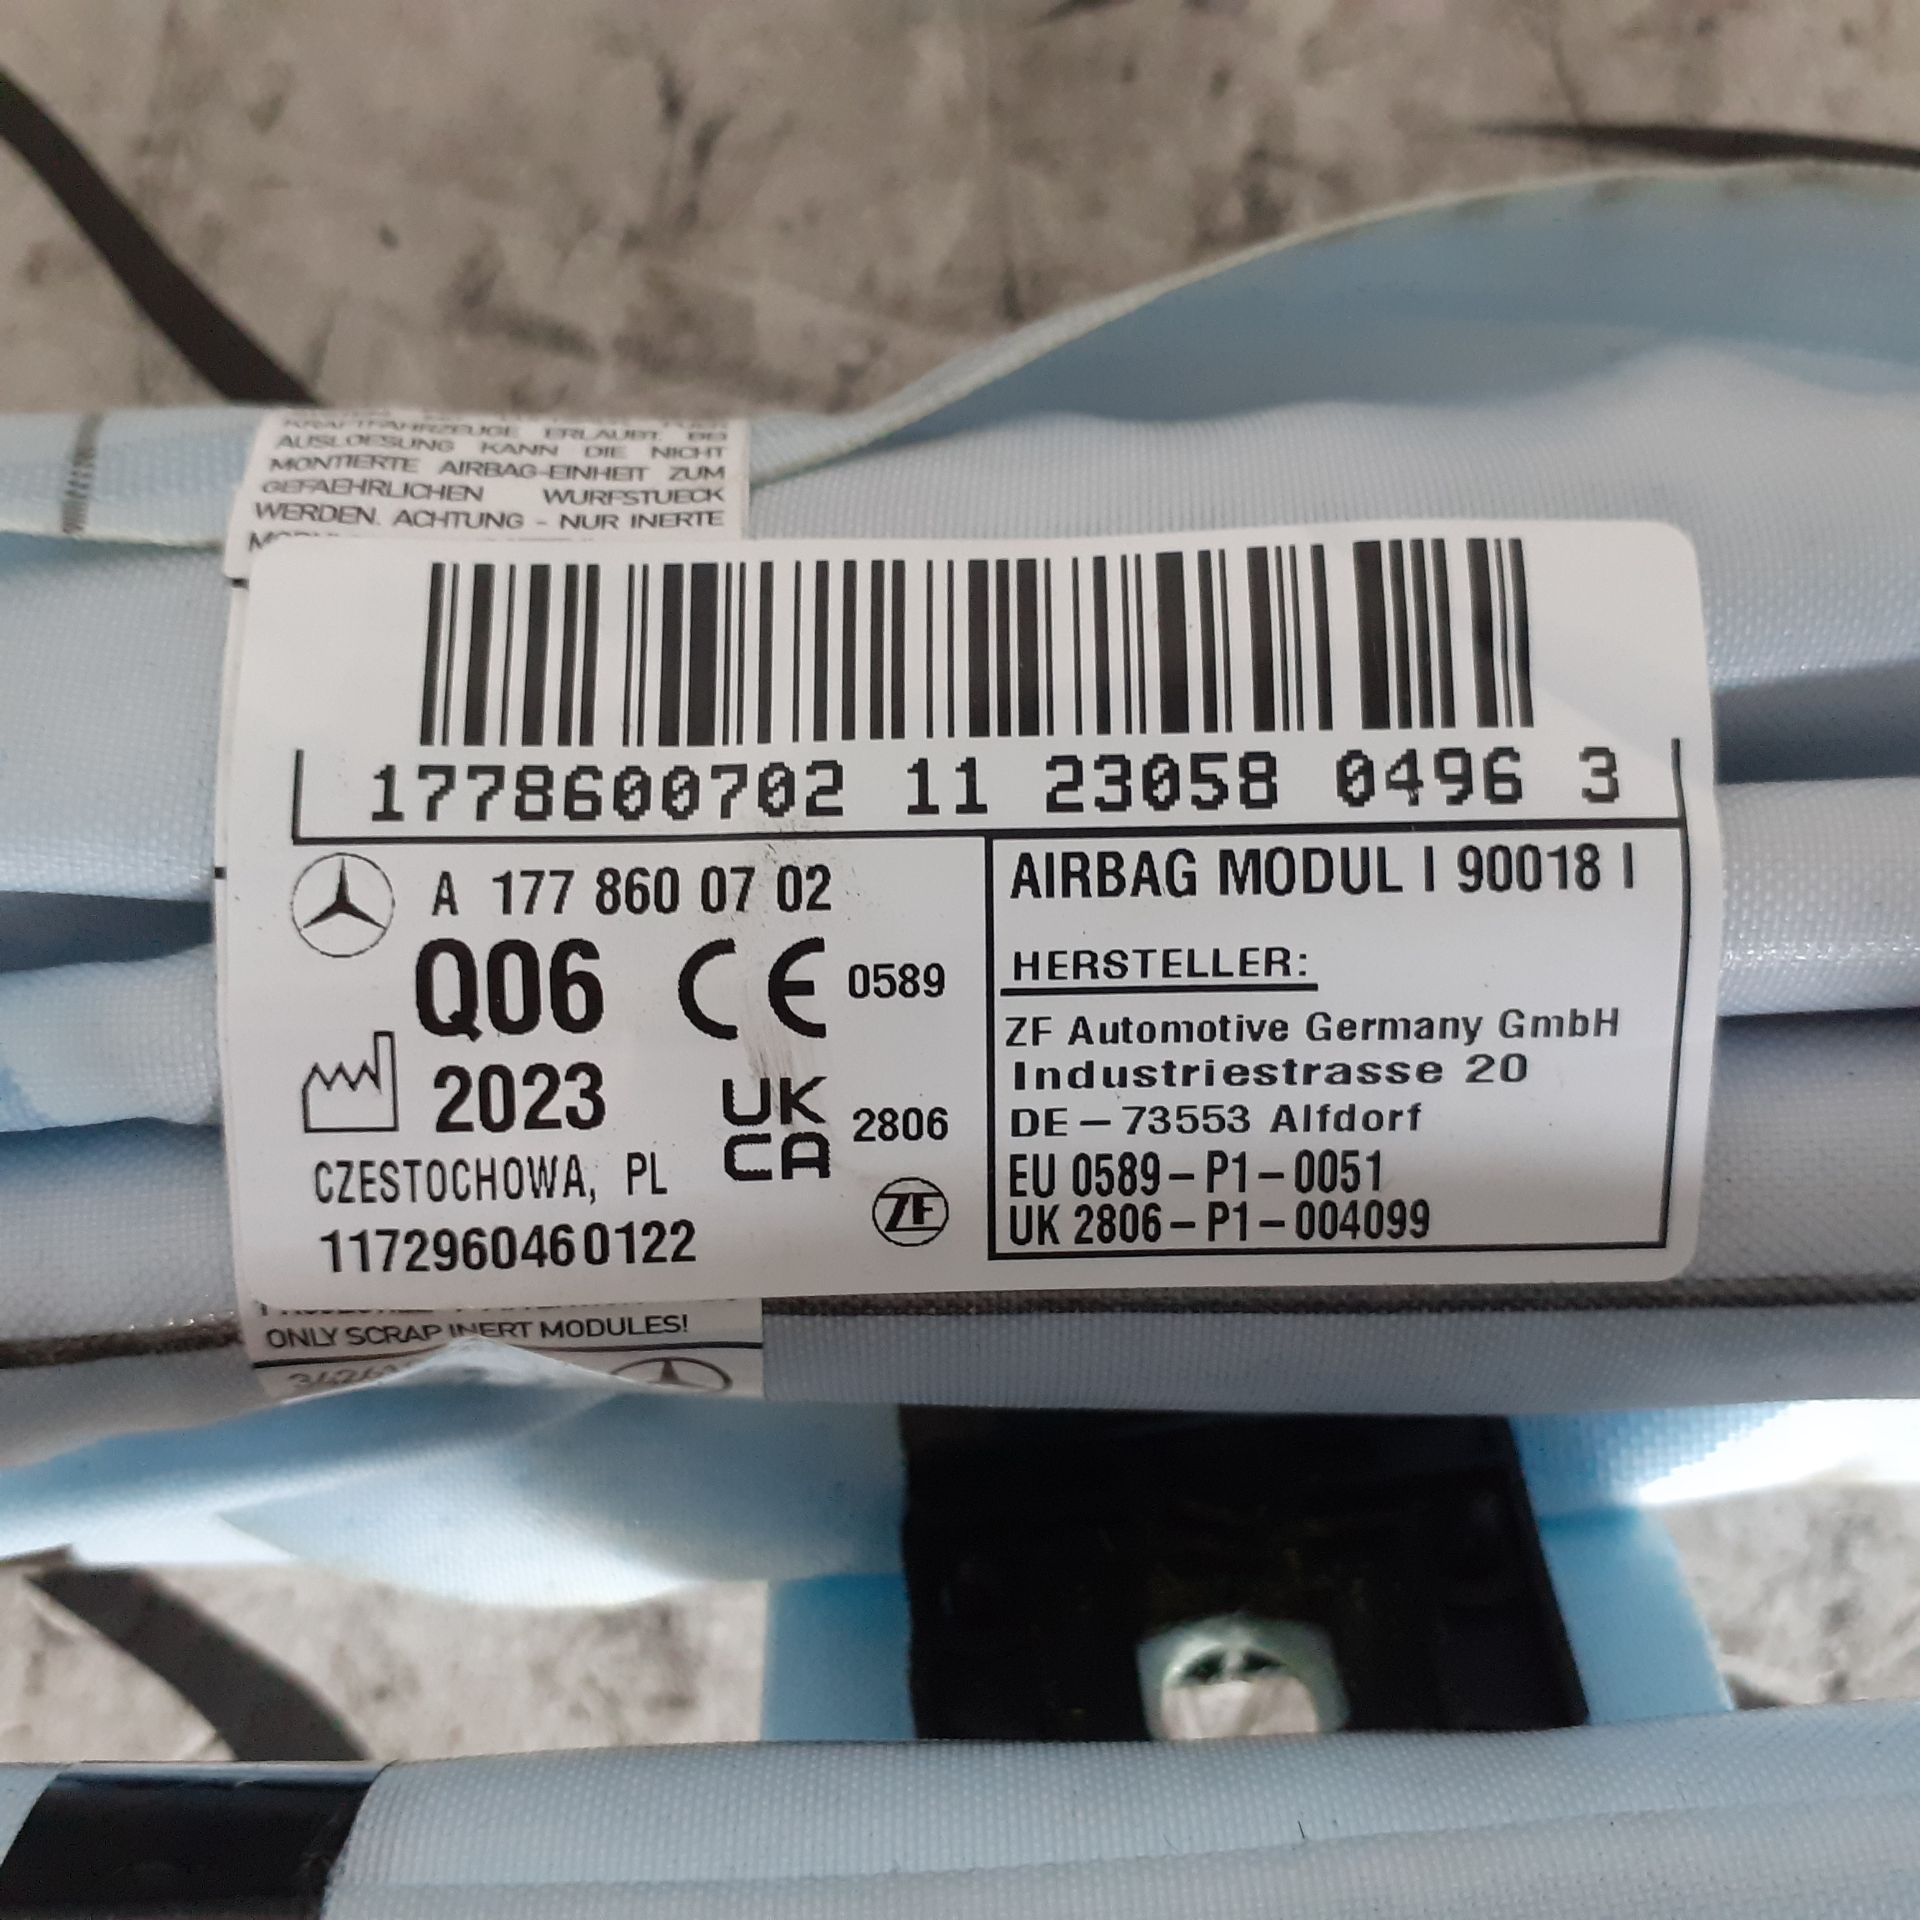 KRAFTFAHRZEUGE ERLAUBT. BEI
AUSLOESUNG KANN DIE NICHT
MONTIERTE AIRBAG-EINHEIT ZUM
GEFAEHRLICHEN WURFSTUECK
WERDEN. ACHTUNG - NUR INERTE
1778600702 11 23058 0496 3
A 177 860 07 02
Q06 CE 0589
2023 UK CA 2806
CZESTOCHOWA, PL
1172960460122
ZF
AIRBAG MODUL I 90018 I
HERSTELLER:
ZF Automotive Germany GmbH
Industriestrasse 20
DE-73553 Alfdorf
EU 0589-P1-0051
UK 2806-P1-004099
ONLY SCRAP INERT MODULES!